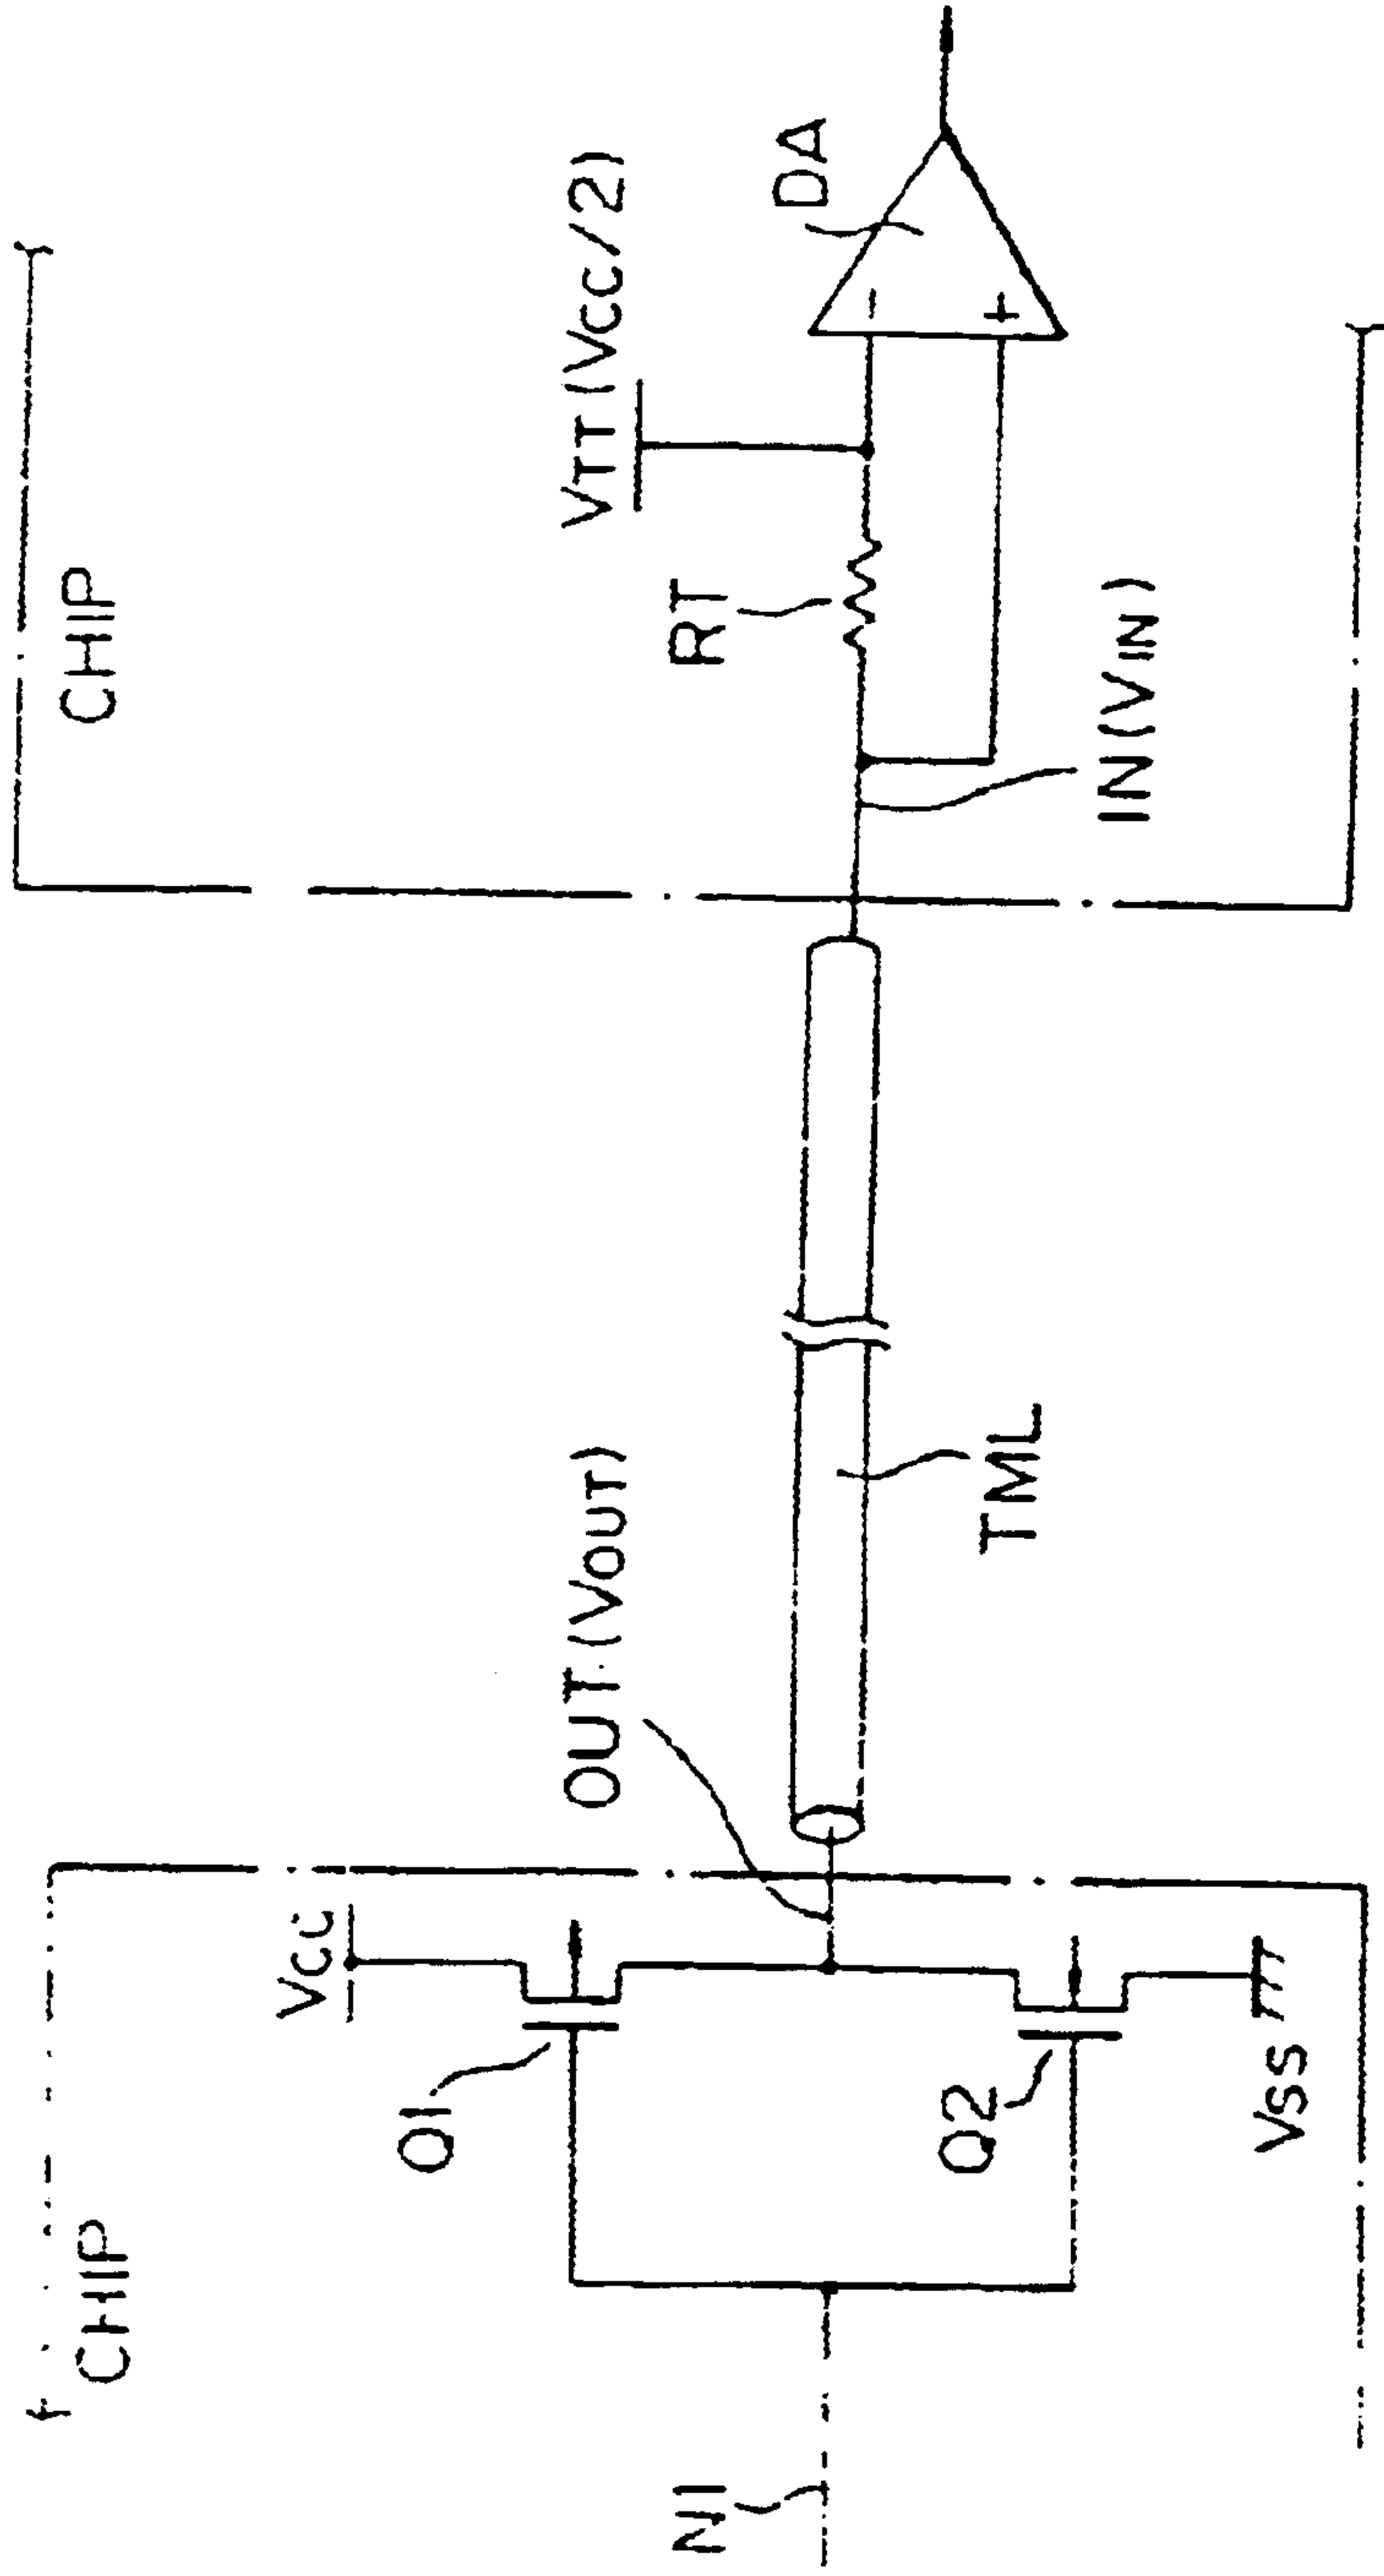 CHIP
N1
Q1
VCC
Q2
VSS
OUT (VOUT)
TML
CHIP
VTT (VCC/2)
RT
IN (VIN)
DA
−
+